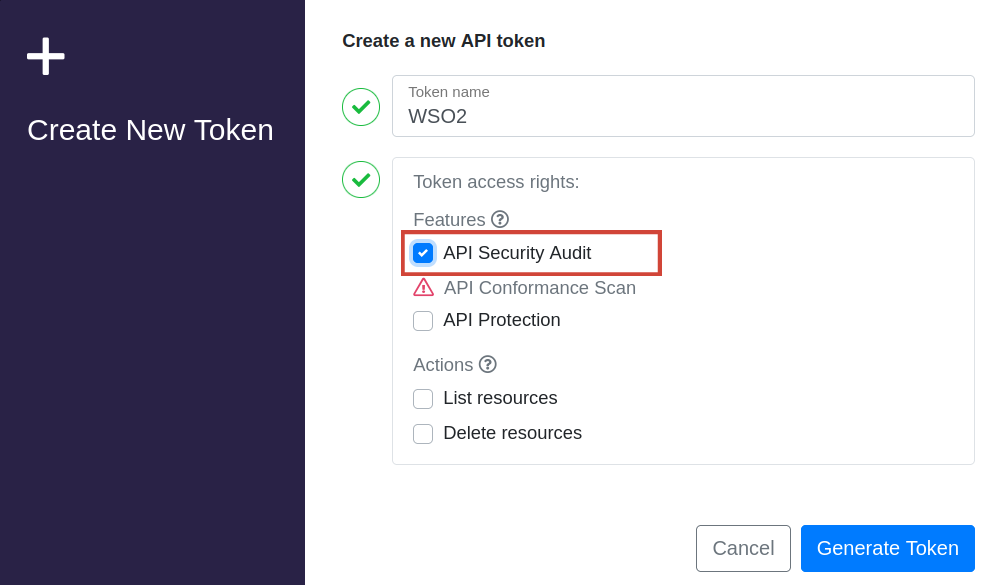 Create New Token
Create a new API token
Token name
WSO2
Token access rights:
Features
API Security Audit
API Conformance Scan
API Protection
Actions
List resources
Delete resources
Cancel
Generate Token